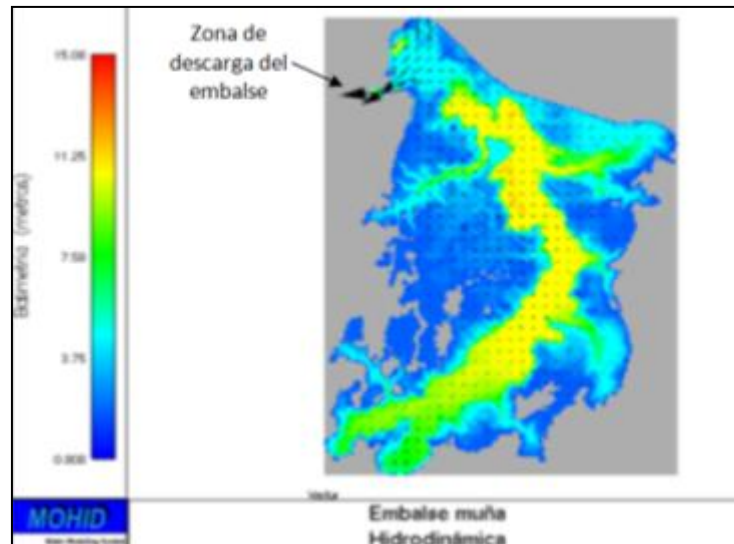 Zona de
descarga del
embalse
15.00
11.25
7.50
3.75
0.000
Batimetría (metros)
MOHID
Embalse muña
Hidrodinámica